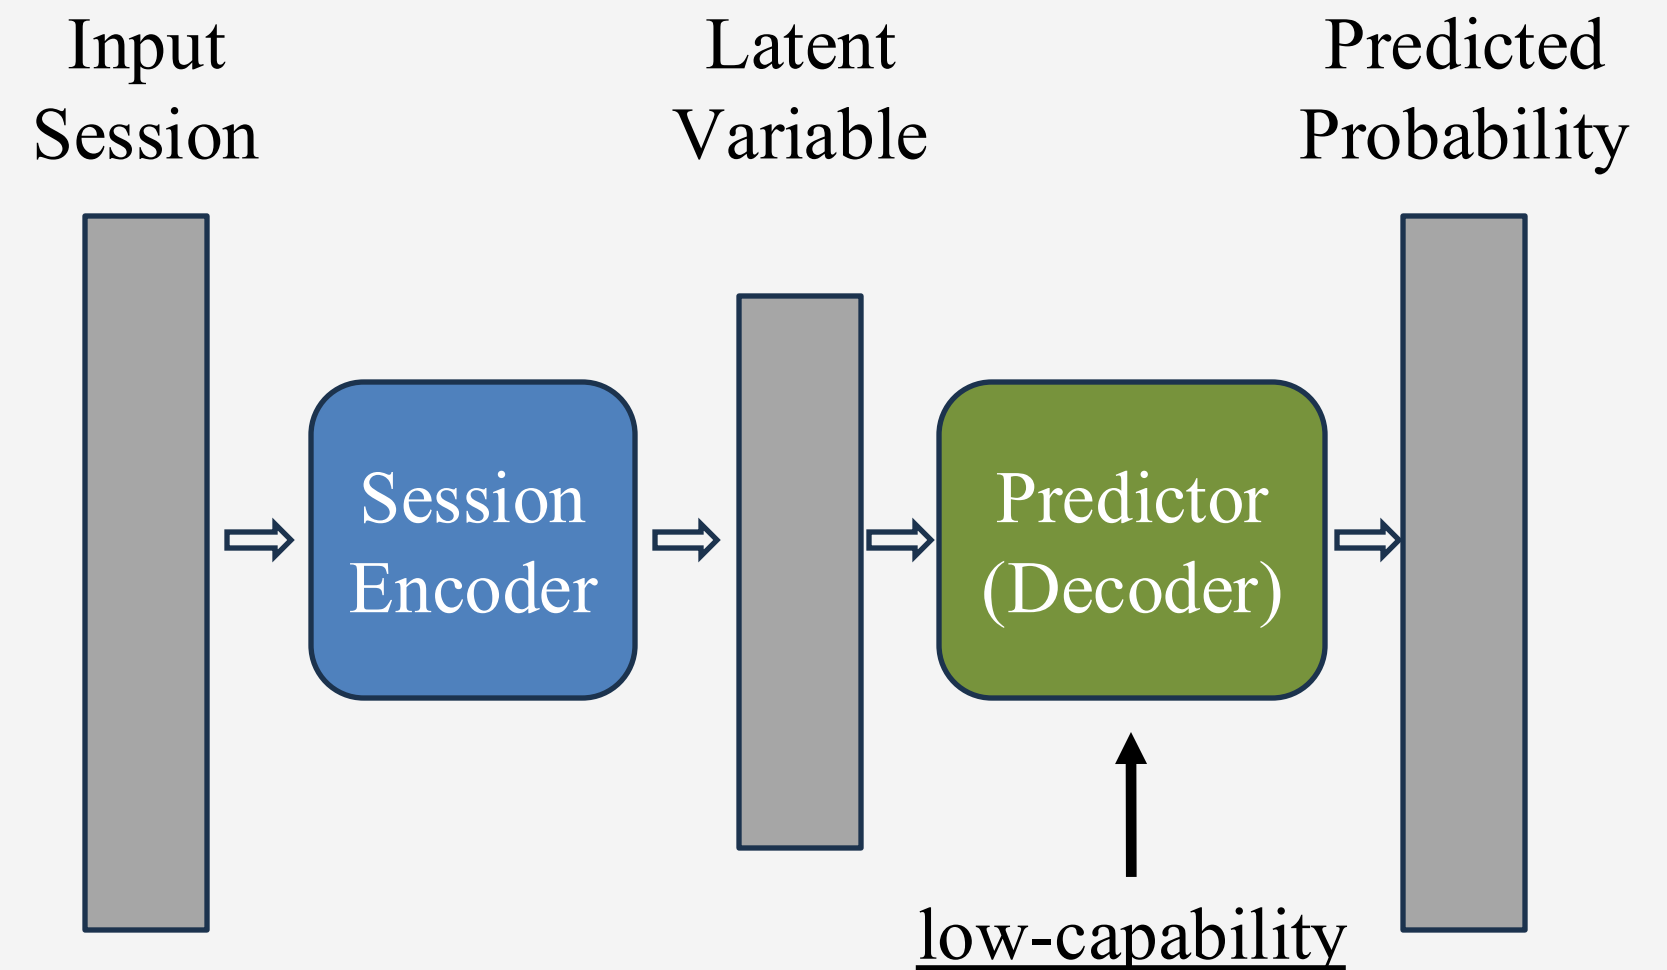 Input
Session
Latent
Variable
Predicted
Probability
Session
Encoder
Predictor
(Decoder)
low-capability